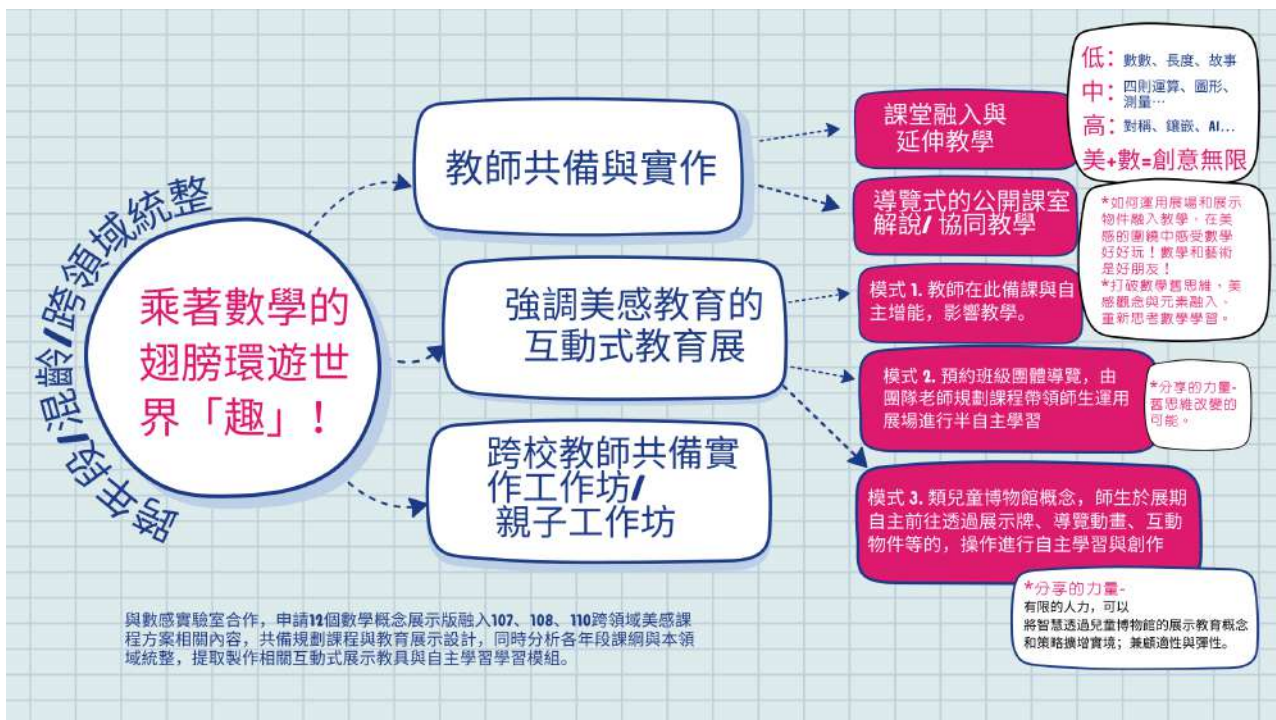 跨年段/混齡/跨領域統整
乘著數學的
翅膀環遊世
界「趣」!
教師共備與實作
強調美感教育的
互動式教育展
跨校教師共備實
作工作坊/
親子工作坊
課堂融入與
延伸教學
導覽式的公開課室
解說/ 協同教學
模式 1. 教師在此備課與自
主增能，影響教學。
模式 2. 預約班級團體導覽，由
團隊老師規劃課程帶領師生運用
展場進行半自主學習
模式 3. 類兒童博物館概念，師生於展期
自主前往透過展示牌、導覽動畫、互動
物件等的，操作進行自主學習與創作
低：數數、長度、故事
中：四則運算、圖形、
測量…
高：對稱、鑲嵌、AI...
美+數=創意無限
*如何運用展場和展示
物件融入教學，在美
感的圍繞中感受數學
好好玩！數學和藝術
是好朋友！
*打破數學舊思維，美
感觀念與元素融入、
重新思考數學學習。
*分享的力量-
舊思維改變的
可能。
*分享的力量-
有限的人力，可以
將智慧透過兒童博物館的展示教育概念
和策略擴增實境；兼顧適性與彈性。
與數感實驗室合作，申請12個數學概念展示版融入107、108、110跨領域美感課
程方案相關內容，共備規劃課程與教育展示設計，同時分析各年段課綱與本領
域統整，提取製作相關互動式展示教具與自主學習學習模組。